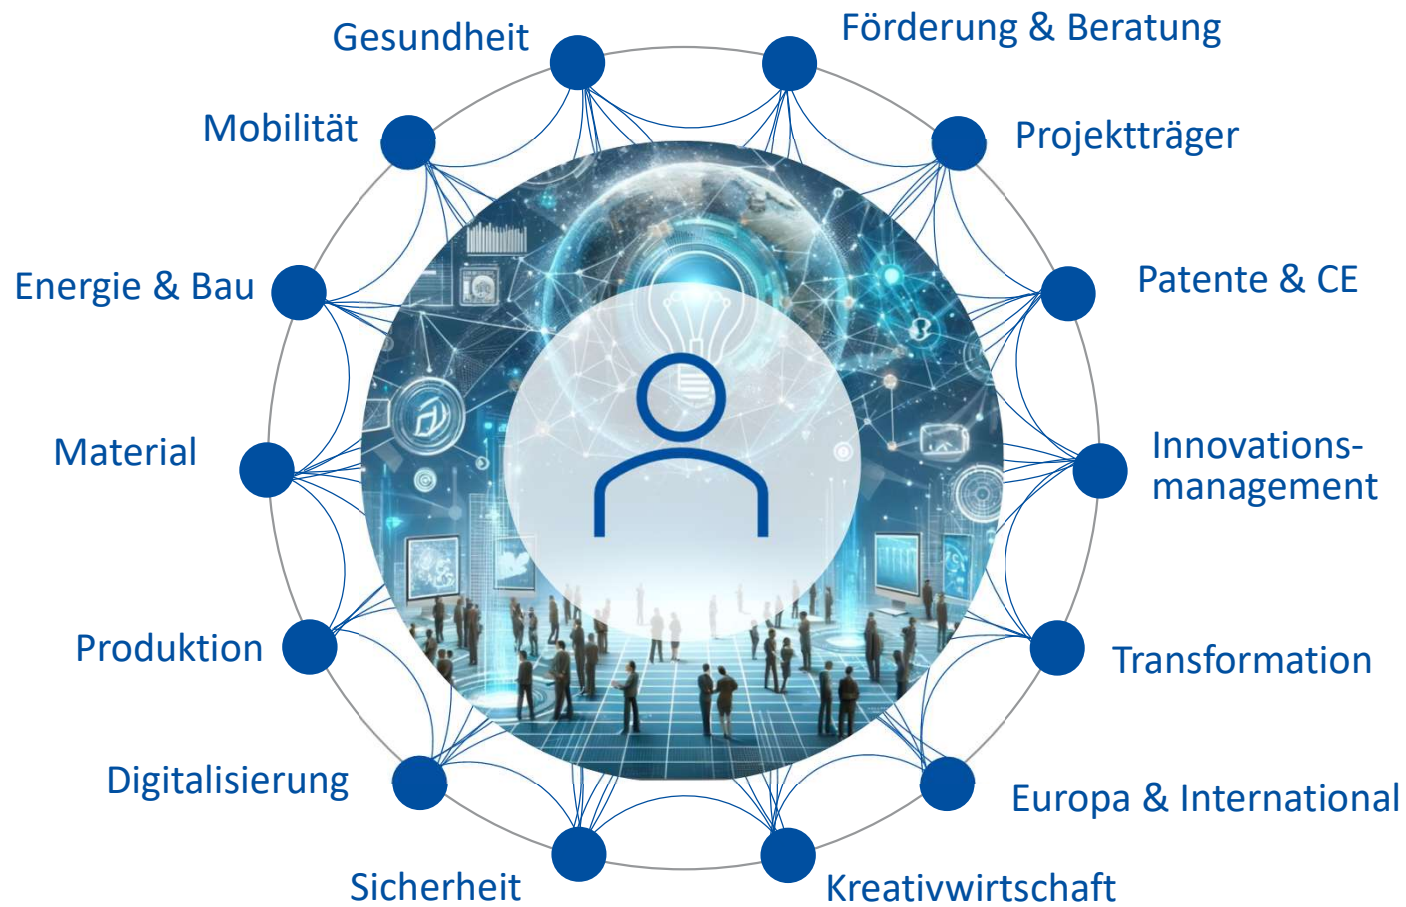 Gesundheit
Förderung & Beratung
Mobilität
Projektträger
Energie & Bau
Patente & CE
Material
Innovations-
management
Produktion
Transformation
Digitalisierung
Europa & International
Sicherheit
Kreativwirtschaft